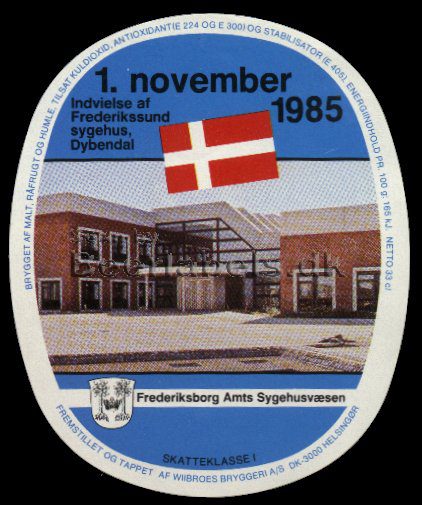 BRYGGET AF MALT, RÅFRUGT OG HUMLE, TILSAT KULDIOXID, ANTIOXIDANTIE 224 OG E 300) OG STABILISATOR (E 405), ENERGIINDHOLD PR. 100 g: 165 kJ. NETTO 33 cl
1. november
1985
Indvielse af
Frederikssund
sygehus,
Dybendal
Beerlabels.dk
Frederiksborg Amts Sygehusvæsen
SKATTEKLASSE I
FREMSTILLET OG TAPPET AF WIIBROES BRYGGERI A/S DK-3000 HELSINGØR